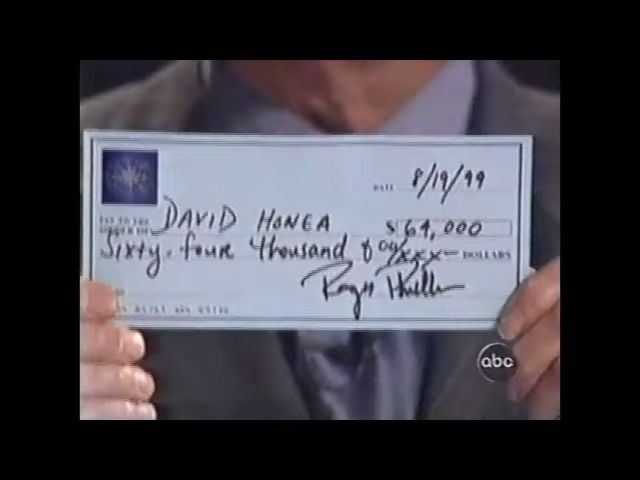 DATE 8/19/99
PAY TO THE
ORDER OF DAVID HONEA $ 64,000
Sixty-four thousand & 00/xxx DOLLARS
abc